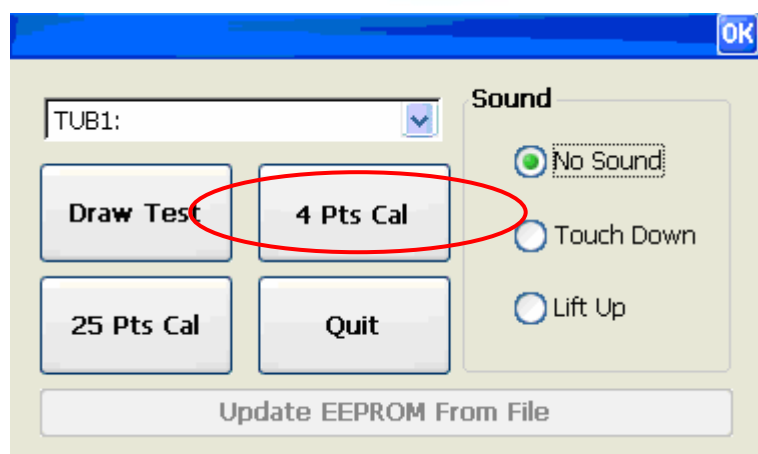 OK
TUB1:
Sound
No Sound
Touch Down
Lift Up
Draw Test
4 Pts Cal
25 Pts Cal
Quit
Update EEPROM From File